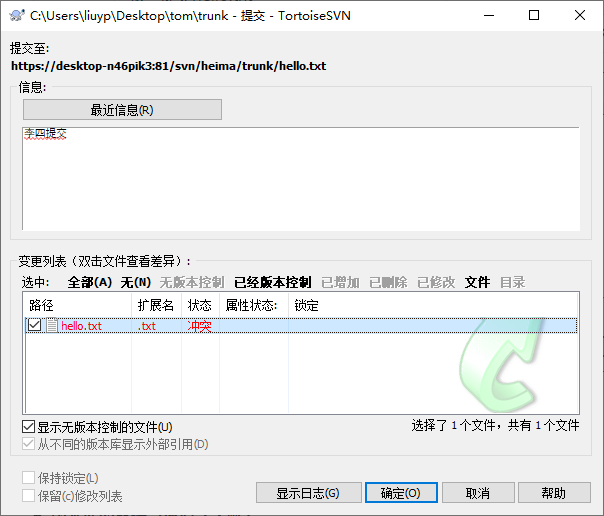 C:\Users\liuyp\Desktop\tom\trunk - 提交 - TortoiseSVN
提交至:
https://desktop-n46pik3:81/svn/heima/trunk/hello.txt
信息:
最近信息(R)
李四提交
变更列表（双击文件查看差异）:
选中: 全部(A) 无(N) 无版本控制 已经版本控制 已增加 已删除 已修改 文件 目录
路径 扩展名 状态 属性状态: 锁定
hello.txt .txt 冲突
显示无版本控制的文件(U)
选择了 1 个文件，共有 1 个文件
从不同的版本库显示外部引用(D)
保持锁定(L)
保留(c)修改列表
显示日志(G) 确定(O) 取消 帮助